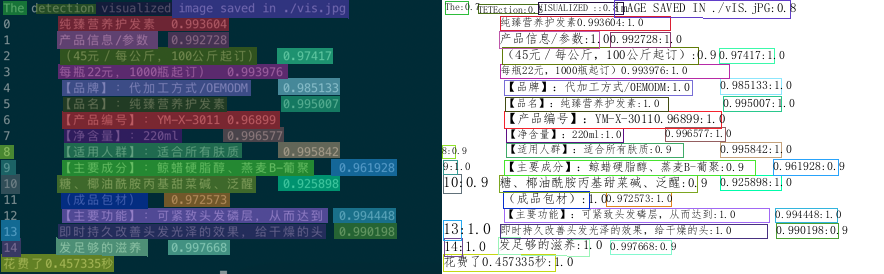 The detection visualized image saved in ./vis.jpg
0 纯臻营养护发素 0.993604
1 产品信息/参数 0.992728
2 （45元／每公斤，100公斤起订） 0.97417
3 每瓶22元，1000瓶起订） 0.993976
4 【品牌】：代加工方式/OEMODM 0.985133
5 【品名】：纯臻营养护发素 0.995007
6 【产品编号】：YM-X-3011 0.96899
7 【净含量】：220ml 0.996577
8 【适用人群】：适合所有肤质 0.995842
9 【主要成分】：鲸蜡硬脂醇、燕麦B-葡聚 0.961928
10 糖、椰油酰胺丙基甜菜碱、泛醒 0.925898
11 （成品包材） 0.972573
12 【主要功能】：可紧致头发磷层，从而达到 0.994448
13 即时持久改善头发光泽的效果，给干燥的头 0.990198
14 发足够的滋养 0.997668
花费了0.457335秒
The:0. DETECtion:0. VISUALIZED ::0. imAGE SAVED IN ./vIS.jPG:0.8
纯臻营养护发素0.993604:1.0
产品信息/参数:1.00.992728:1.0
（45元／每公斤，100公斤起订）:0.9 0.97417:1.0
每瓶22元，1000瓶起订）0.993976:1.0
【品牌】：代加工方式/OEMODM:1.0 0.985133:1.0
【品名】：纯臻营养护发素:1.0 0.995007:1.0
【产品编号】：YM-X-30110.96899:1.0
【净含量】：220ml:1.0 0.996577:1.0
8:0.9 【适用人群】：适合所有肤质:0.9 0.995842:1.0
9:1.0 【主要成分】：鲸蜡硬脂醇、燕麦B-葡聚:0.9 0.961928:0.9
10:0.9 糖、椰油酰胺丙基甜菜碱、泛醒:0.9 0.925898:1.0
（成品包材）:1.00.972573:1.0
【主要功能】：可紧致头发磷层，从而达到:1.0 0.994448:1.0
13:1.0 即时持久改善头发光泽的效果，给干燥的头:1.0 0.990198:0.9
14:1.0 发足够的滋养:1.0 0.997668:0.9
花费了0.457335秒:1.0